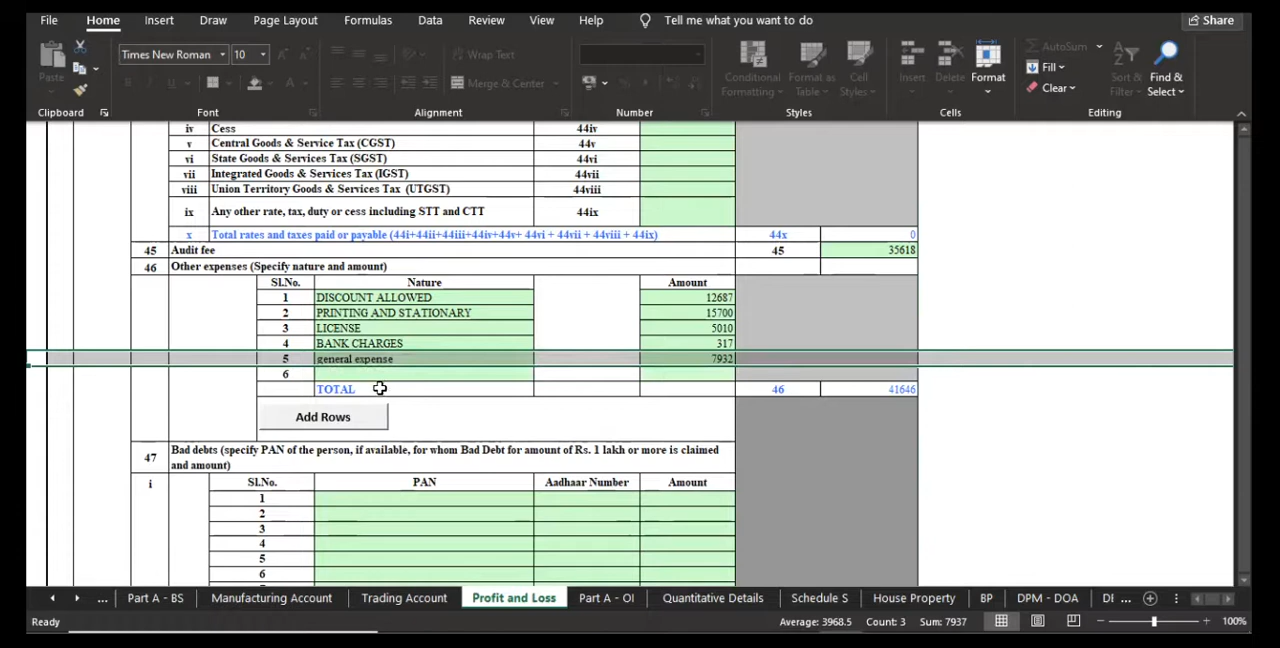 File Home Insert Draw Page Layout Formulas Data Review View Help Tell me what you want to do Share
Times New Roman 10 Wrap Text AutoSum
Paste Merge & Center Conditional Formatting Format as Table Cell Styles Insert Delete Format Fill Clear Sort & Filter Find & Select
Clipboard Font Alignment Number Styles Cells Editing
iv Cess 44iv
v Central Goods & Service Tax (CGST) 44v
vi State Goods & Services Tax (SGST) 44vi
vii Integrated Goods & Services Tax (IGST) 44vii
viii Union Territory Goods & Services Tax (UTGST) 44viii
ix Any other rate, tax, duty or cess including STT and CTT 44ix
x Total rates and taxes paid or payable (44i+44ii+44iii+44iv+44v+ 44vi + 44vii + 44viii + 44ix) 44x 0
45 Audit fee 45 35618
46 Other expenses (Specify nature and amount)
Sl.No. Nature Amount
1 DISCOUNT ALLOWED 12687
2 PRINTING AND STATIONARY 15700
3 LICENSE 5010
4 BANK CHARGES 317
5 general expense 7932
6
TOTAL 46 41646
Add Rows
47 Bad debts (specify PAN of the person, if available, for whom Bad Debt for amount of Rs. 1 lakh or more is claimed
and amount)
i Sl.No. PAN Aadhaar Number Amount
1
2
3
4
5
6
... Part A - BS Manufacturing Account Trading Account Profit and Loss Part A - OI Quantitative Details Schedule S House Property BP DPM - DOA DE ...
Ready Average: 3968.5 Count: 3 Sum: 7937 100%